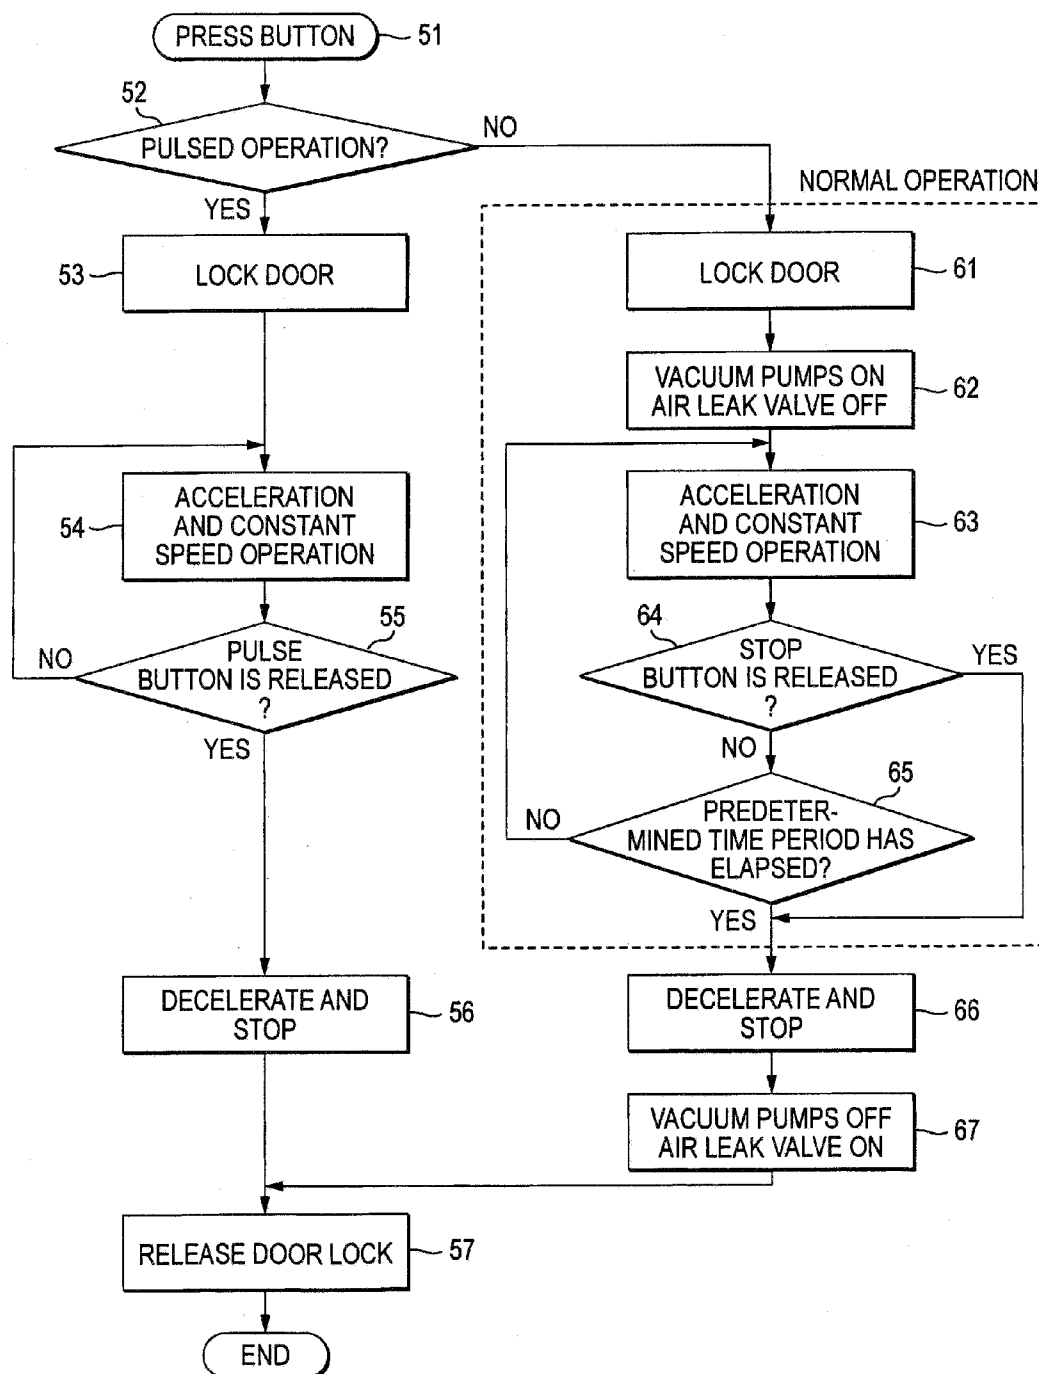 PRESS BUTTON
51
52
PULSED OPERATION?
NO
YES
NORMAL OPERATION
53
LOCK DOOR
LOCK DOOR
61
VACUUM PUMPS ON
AIR LEAK VALVE OFF
62
54
ACCELERATION
AND CONSTANT
SPEED OPERATION
ACCELERATION
AND CONSTANT
SPEED OPERATION
63
55
PULSE
BUTTON IS RELEASED
?
NO
YES
64
STOP
BUTTON IS RELEASED
?
YES
NO
65
PREDETER-
MINED TIME PERIOD HAS
ELAPSED?
NO
YES
DECELERATE AND
STOP
56
DECELERATE AND
STOP
66
VACUUM PUMPS OFF
AIR LEAK VALVE ON
67
RELEASE DOOR LOCK
57
END